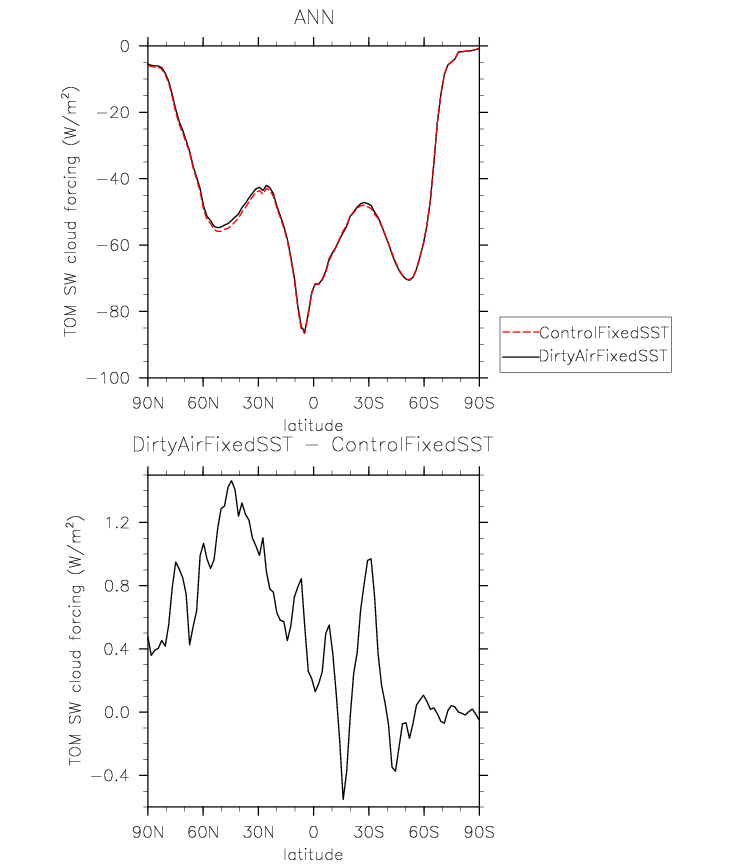 ANN
TOM SW cloud forcing (W/m²)
0
−20
−40
−60
−80
−100
90N 60N 30N 0 30S 60S 90S
latitude
ControlFixedSST
DirtyAirFixedSST
DirtyAirFixedSST − ControlFixedSST
TOM SW cloud forcing (W/m²)
1.2
0.8
0.4
0.0
−0.4
90N 60N 30N 0 30S 60S 90S
latitude